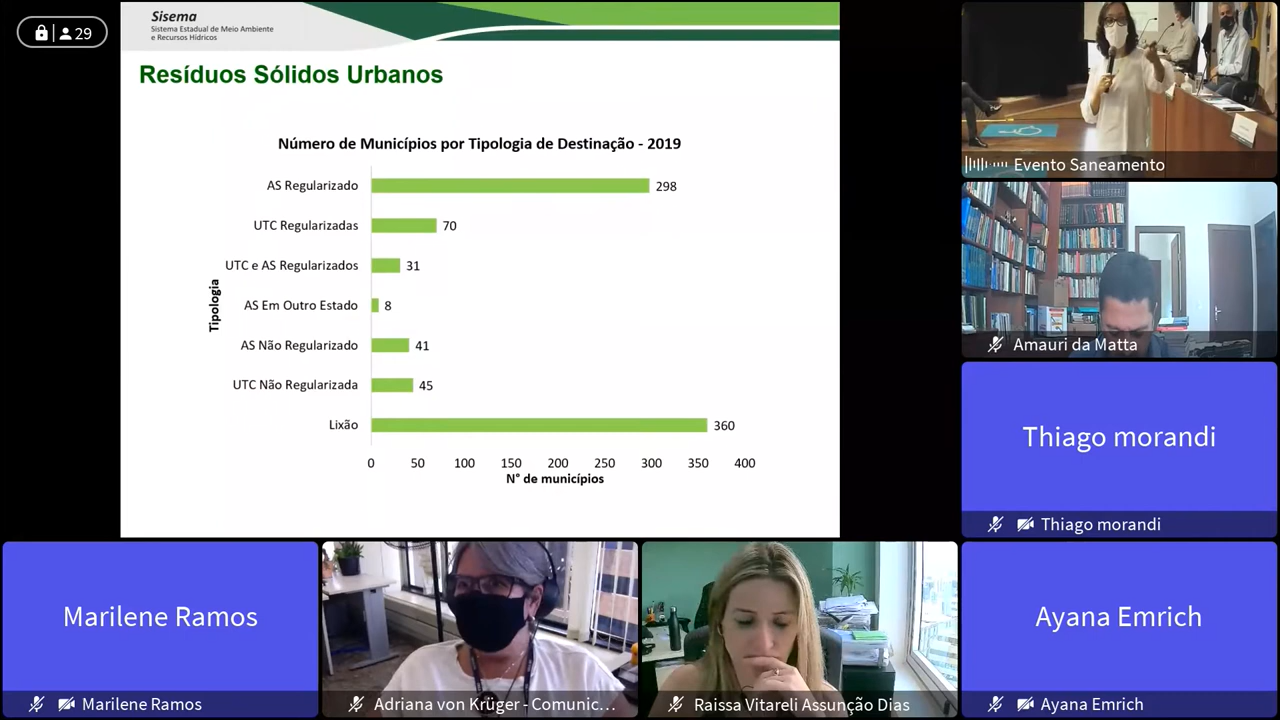 29
Sisema
Sistema Estadual de Meio Ambiente
e Recursos Hídricos
Resíduos Sólidos Urbanos
Número de Municípios por Tipologia de Destinação - 2019
Tipologia
AS Regularizado 298
UTC Regularizadas 70
UTC e AS Regularizados 31
AS Em Outro Estado 8
AS Não Regularizado 41
UTC Não Regularizada 45
Lixão 360
0 50 100 150 200 250 300 350 400
N° de municípios
Evento Saneamento
Amauri da Matta
Thiago morandi
Thiago morandi
Marilene Ramos
Marilene Ramos
Adriana von Krüger - Comunic...
Raissa Vitareli Assunção Dias
Ayana Emrich
Ayana Emrich